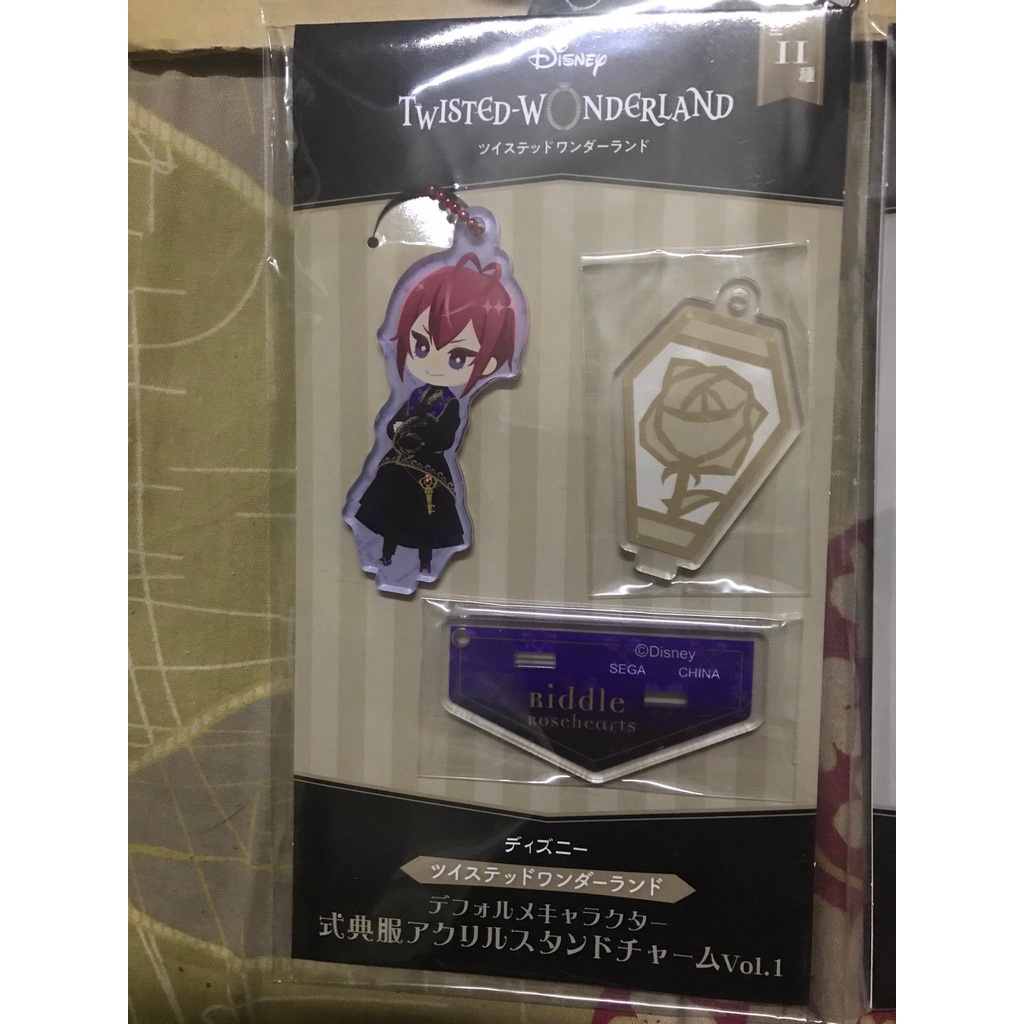 Disney
TWISTED-WONDERLAND
ツイステッドワンダーランド
全
11
種
©Disney
SEGA CHINA
Riddle
Rosehearts
ディズニー
ツイステッドワンダーランド
デフォルメキャラクター
式典服アクリルスタンドチャームVol.1